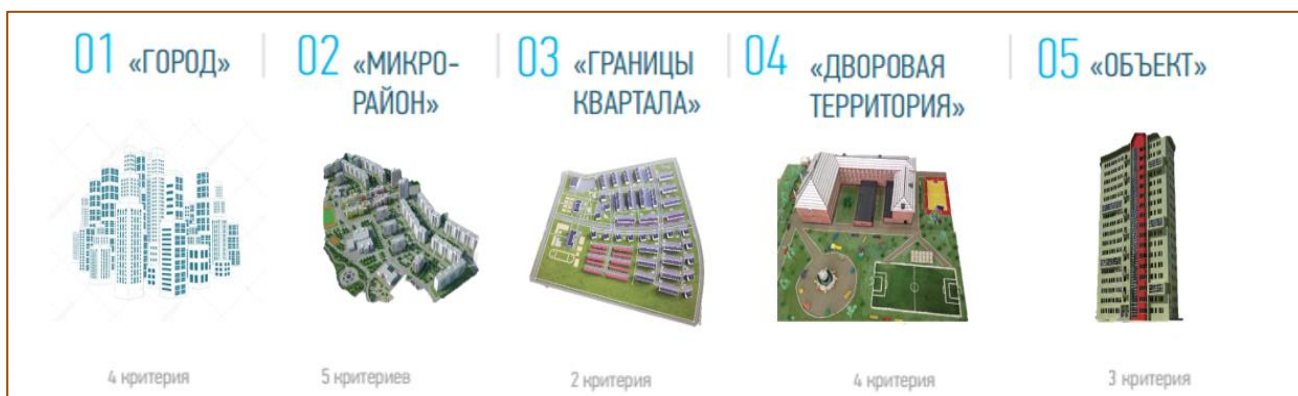 01 «ГОРОД»
02 «МИКРО-
РАЙОН»
03 «ГРАНИЦЫ
КВАРТАЛА»
04 «ДВОРОВАЯ
ТЕРРИТОРИЯ»
05 «ОБЪЕКТ»
4 критерия
5 критериев
2 критерия
4 критерия
3 критерия